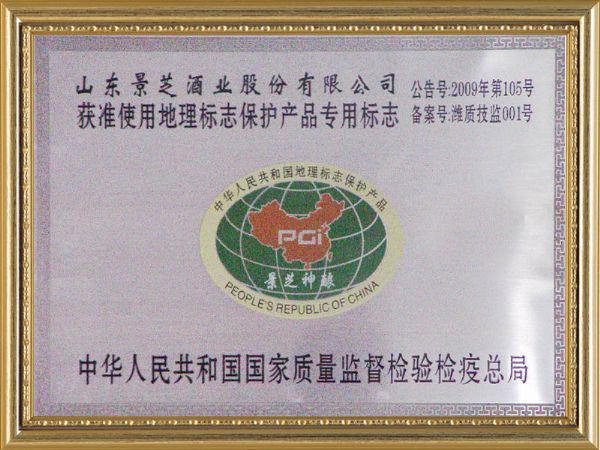 山东景芝酒业股份有限公司
公告号:2009年第105号
获准使用地理标志保护产品专用标志
备案号:潍质技监001号
中华人民共和国地理标志保护产品
PGI
景芝神酿
PEOPLE'S REPUBLIC OF CHINA
中华人民共和国国家质量监督检验检疫总局